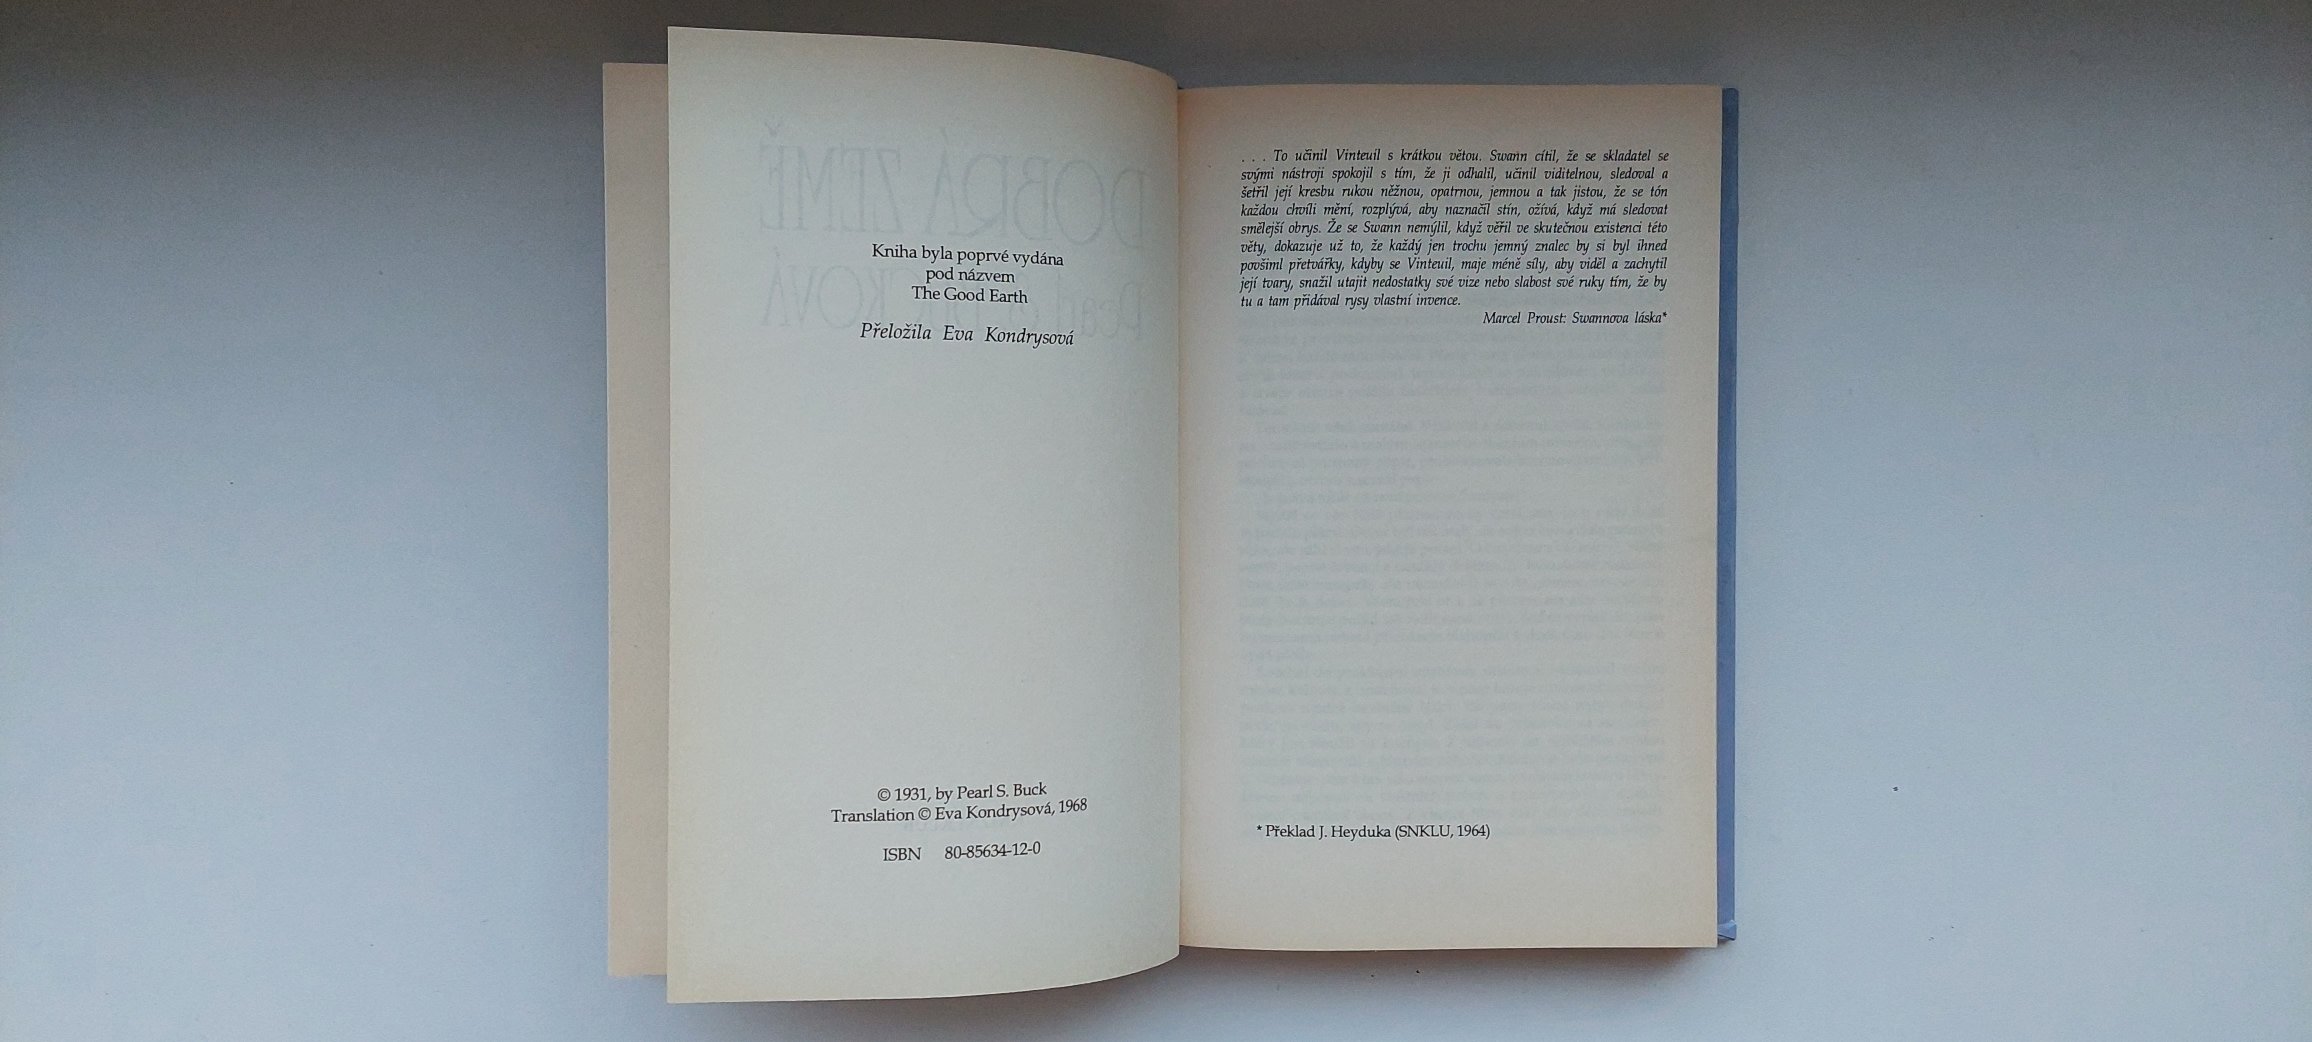 Kniha byla poprvé vydána
pod názvem
The Good Earth
Přeložila Eva Kondrysová
© 1931, by Pearl S. Buck
Translation © Eva Kondrysová, 1968
ISBN 80-85634-12-0
. . . To učinil Vinteuil s krátkou větou. Swann cítil, že se skladatel se
svými nástroji spokojil s tím, že ji odhalil, učinil viditelnou, sledoval a
šetřil její kresbu rukou něžnou, opatrnou, jemnou a tak jistou, že se tón
každou chvíli mění, rozplývá, aby naznačil stín, ožívá, když má sledovat
smělejší obrys. Že se Swann nemýlil, když věřil ve skutečnou existenci této
věty, dokazuje už to, že každý jen trochu jemný znalec by si byl ihned
povšiml přetvářky, kdyby se Vinteuil, maje méně síly, aby viděl a zachytil
její tvary, snažil utajit nedostatky své vize nebo slabost své ruky tím, že by
tu a tam přidával rysy vlastní invence.
Marcel Proust: Swannova láska*
* Překlad J. Heyduka (SNKLU, 1964)